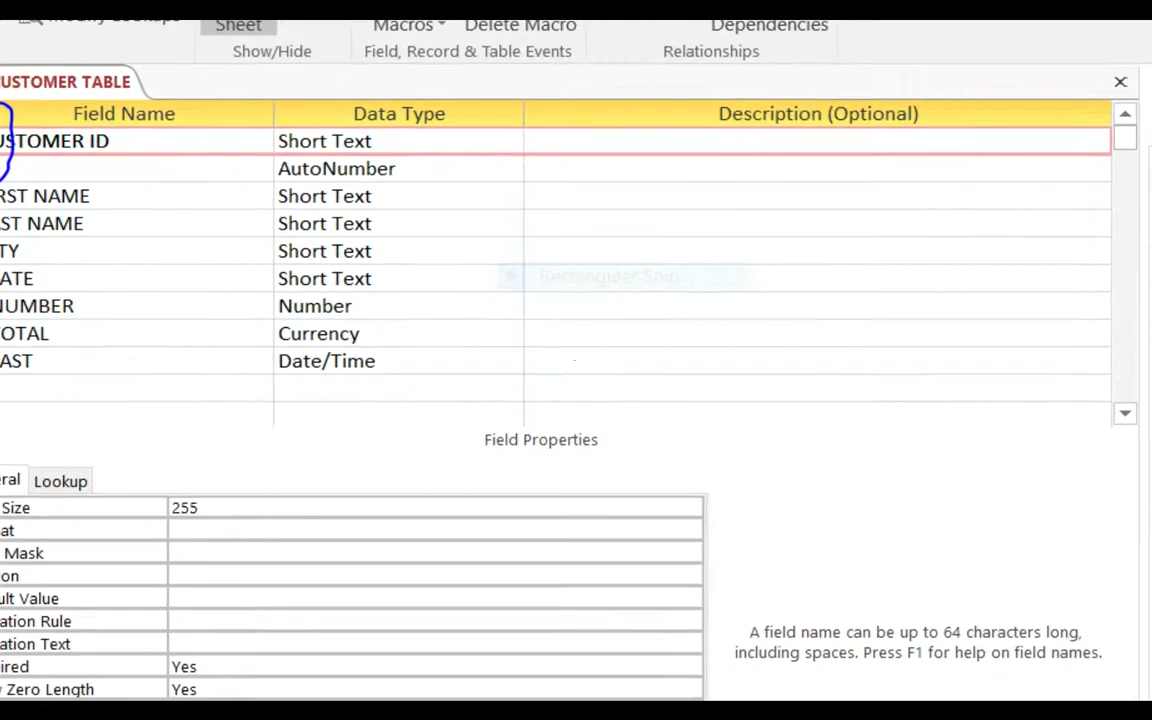 Sheet Macros Delete Macro Dependencies
Show/Hide Field, Record & Table Events Relationships
USTOMER TABLE
Field Name Data Type Description (Optional)
USTOMER ID Short Text
AutoNumber
RST NAME Short Text
AST NAME Short Text
TY Short Text
ATE Short Text
NUMBER Number
OTAL Currency
AST Date/Time
Rectangular Snip
Field Properties
eral Lookup
Size 255
at
Mask
on
ult Value
ation Rule
ation Text
ired Yes
Zero Length Yes
A field name can be up to 64 characters long,
including spaces. Press F1 for help on field names.